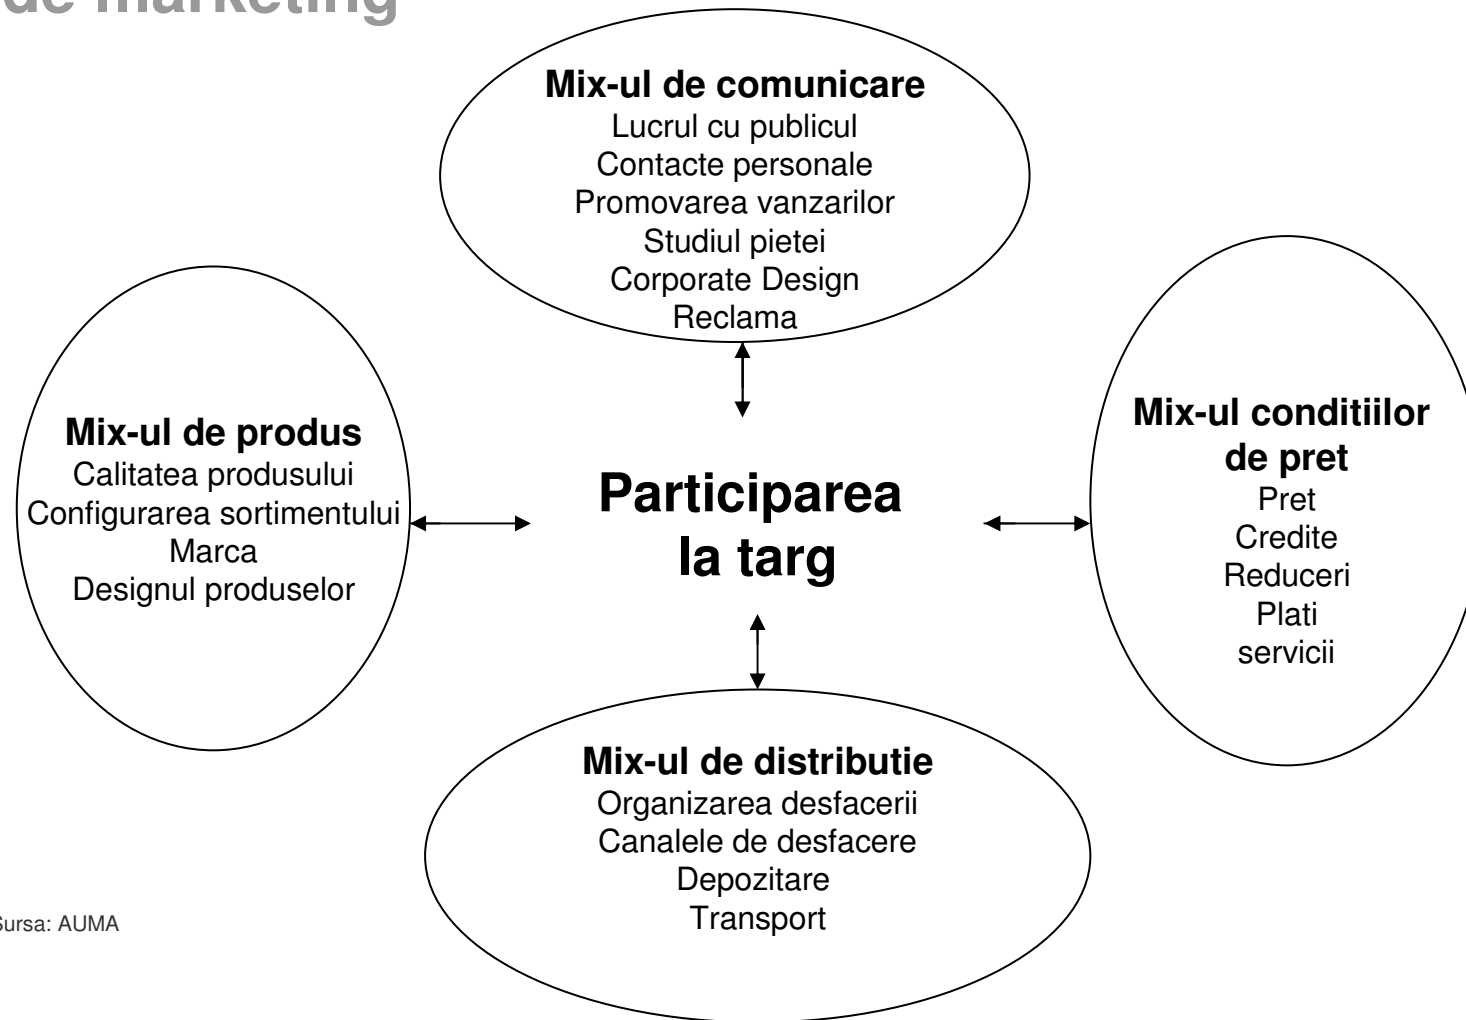 de marketing
Mix-ul de comunicare
Lucrul cu publicul
Contacte personale
Promovarea vanzarilor
Studiul pietei
Corporate Design
Reclama
Mix-ul de produs
Calitatea produsului
Configurarea sortimentului
Marca
Designul produselor
Participarea
la targ
Mix-ul conditiilor
de pret
Pret
Credite
Reduceri
Plati
servicii
Mix-ul de distributie
Organizarea desfacerii
Canalele de desfacere
Depozitare
Transport
Sursa: AUMA